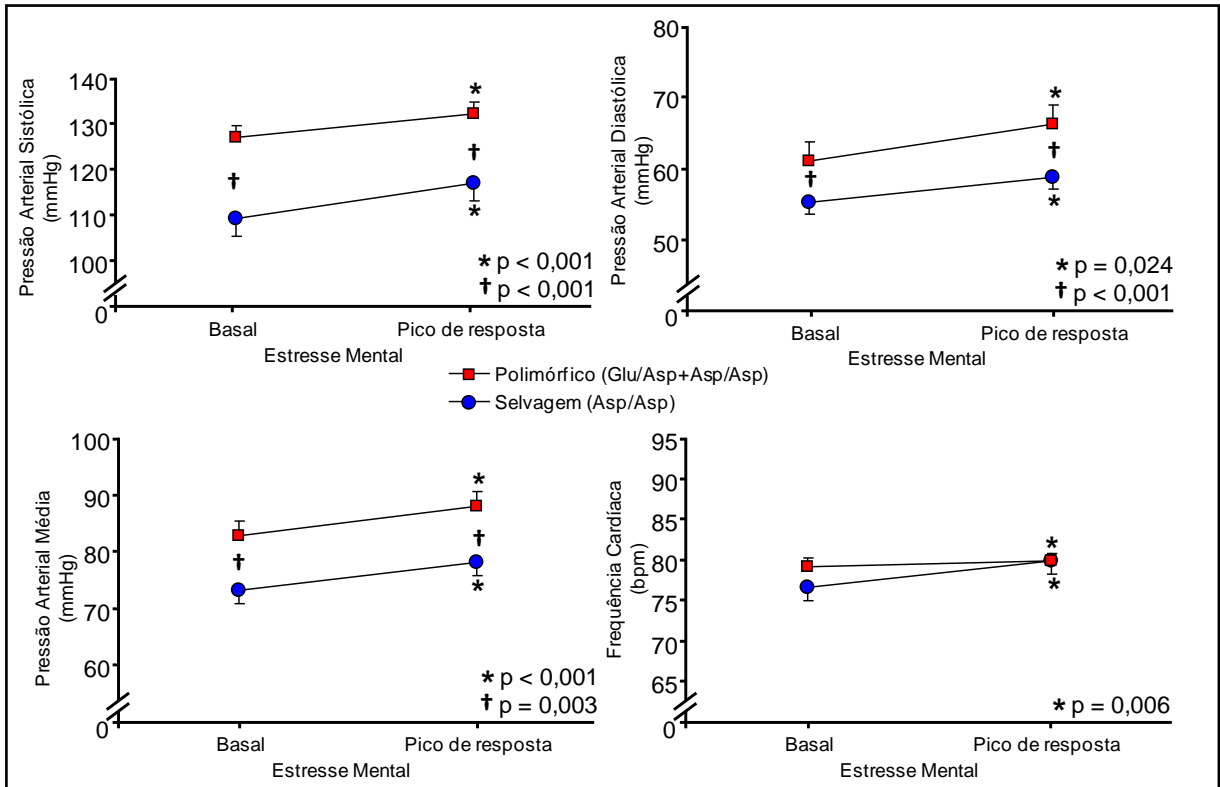 Pressão Arterial Sistólica
(mmHg)
140
130
120
110
100
0
*
†
†
*
* p < 0,001
† p < 0,001
Basal
Pico de resposta
Estresse Mental
Pressão Arterial Diastólica
(mmHg)
80
70
60
50
0
*
†
†
*
* p = 0,024
† p < 0,001
Basal
Pico de resposta
Estresse Mental
Polimórfico (Glu/Asp+Asp/Asp)
Selvagem (Asp/Asp)
Pressão Arterial Média
(mmHg)
100
90
80
70
60
0
*
†
†
*
* p < 0,001
† p = 0,003
Basal
Pico de resposta
Estresse Mental
Frequência Cardíaca
(bpm)
95
90
85
80
75
70
65
0
*
*
* p = 0,006
Basal
Pico de resposta
Estresse Mental